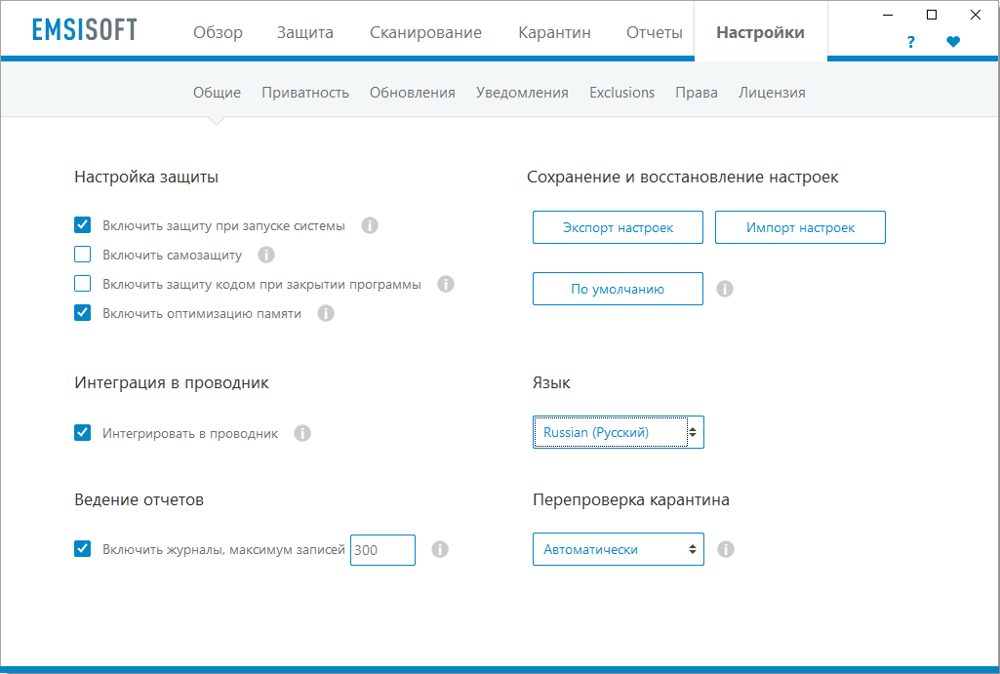 EMSISOFT
Обзор Защита Сканирование Карантин Отчеты Настройки
?
Общие Приватность Обновления Уведомления Exclusions Права Лицензия
Настройка защиты
Включить защиту при запуске системы
Включить самозащиту
Включить защиту кодом при закрытии программы
Включить оптимизацию памяти
Сохранение и восстановление настроек
Экспорт настроек Импорт настроек
По умолчанию
Интеграция в проводник
Интегрировать в проводник
Язык
Russian (Русский)
Ведение отчетов
Включить журналы, максимум записей 300
Перепроверка карантина
Автоматически